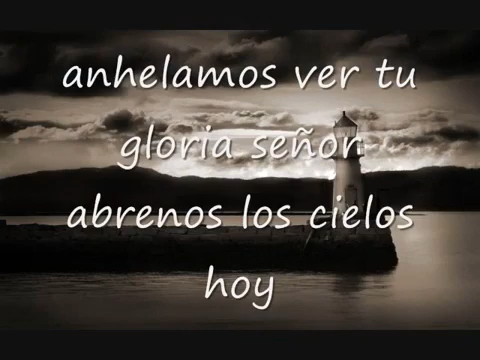 anhelamos ver tu
gloria señor
abrenos los cielos
hoy